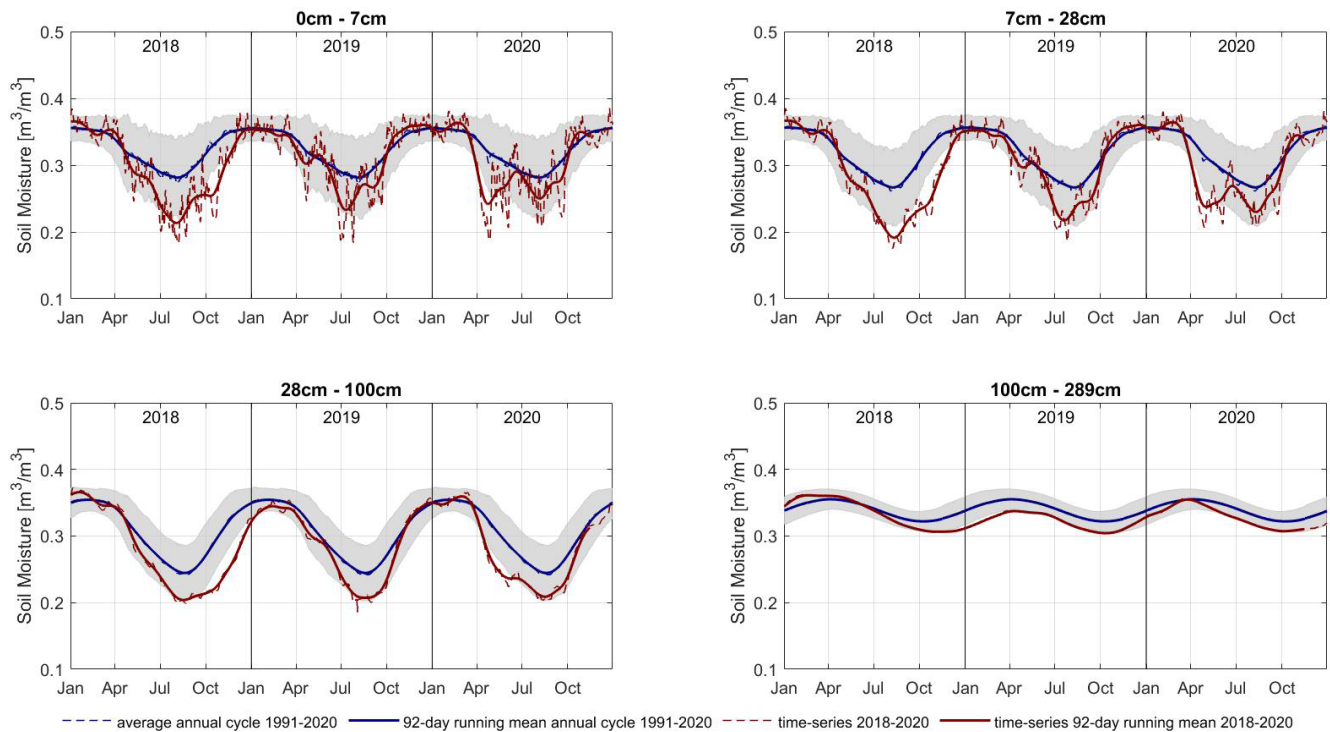 0cm - 7cm
7cm - 28cm
0.5
2018
2019
2020
0.4
0.3
0.2
0.1
Soil Moisture [m³/m³]
Jan Apr Jul Oct Jan Apr Jul Oct Jan Apr Jul Oct
0.5
2018
2019
2020
0.4
0.3
0.2
0.1
Soil Moisture [m³/m³]
Jan Apr Jul Oct Jan Apr Jul Oct Jan Apr Jul Oct
28cm - 100cm
100cm - 289cm
0.5
2018
2019
2020
0.4
0.3
0.2
0.1
Soil Moisture [m³/m³]
Jan Apr Jul Oct Jan Apr Jul Oct Jan Apr Jul Oct
0.5
2018
2019
2020
0.4
0.3
0.2
0.1
Soil Moisture [m³/m³]
Jan Apr Jul Oct Jan Apr Jul Oct Jan Apr Jul Oct
average annual cycle 1991-2020 92-day running mean annual cycle 1991-2020 time-series 2018-2020 time-series 92-day running mean 2018-2020